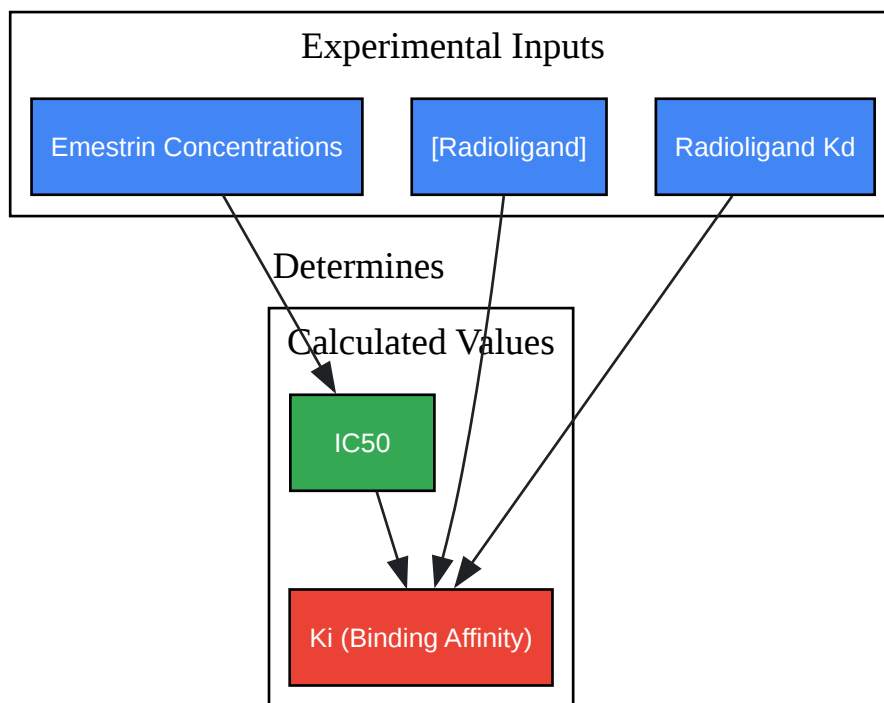 Experimental Inputs
Emestrin Concentrations
[Radioligand]
Radioligand Kd
Determines
Calculated Values
IC50
Ki (Binding Affinity)